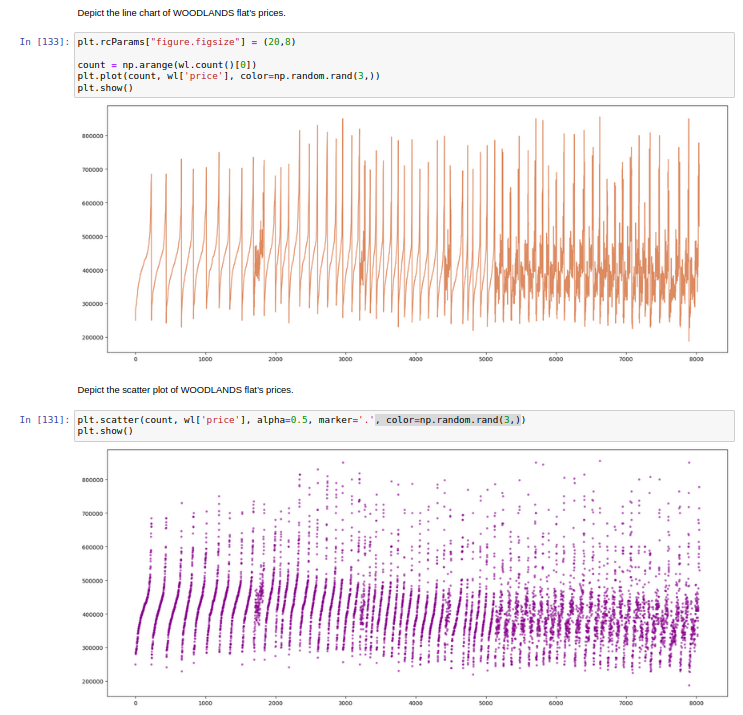 Depict the line chart of WOODLANDS flat's prices.
In [133]: plt.rcParams["figure.figsize"] = (20,8)
count = np.arange(wl.count()[0])
plt.plot(count, wl['price'], color=np.random.rand(3,))
plt.show()
800000
700000
600000
500000
400000
300000
200000
0 1000 2000 3000 4000 5000 6000 7000 8000
Depict the scatter plot of WOODLANDS flat's prices.
In [131]: plt.scatter(count, wl['price'], alpha=0.5, marker='.', color=np.random.rand(3,))
plt.show()
800000
700000
600000
500000
400000
300000
200000
0 1000 2000 3000 4000 5000 6000 7000 8000